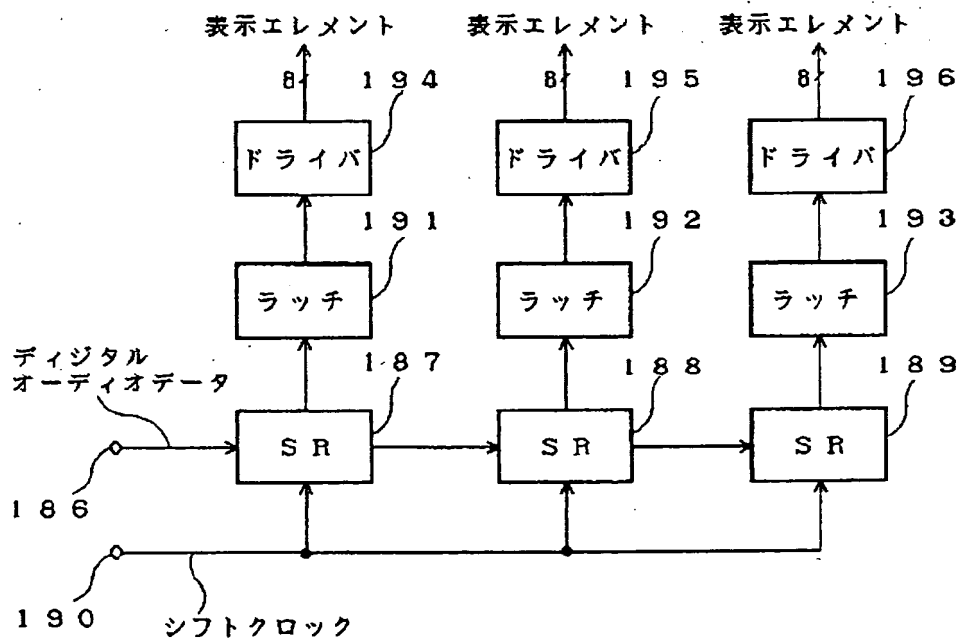 表示エレメント 表示エレメント 表示エレメント
8 194 8 195 8 196
ドライバ ドライバ ドライバ
191 192 193
ラッチ ラッチ ラッチ
ディジタル
オーディオデータ
187 188 189
SR SR SR
186
190
シフトクロック